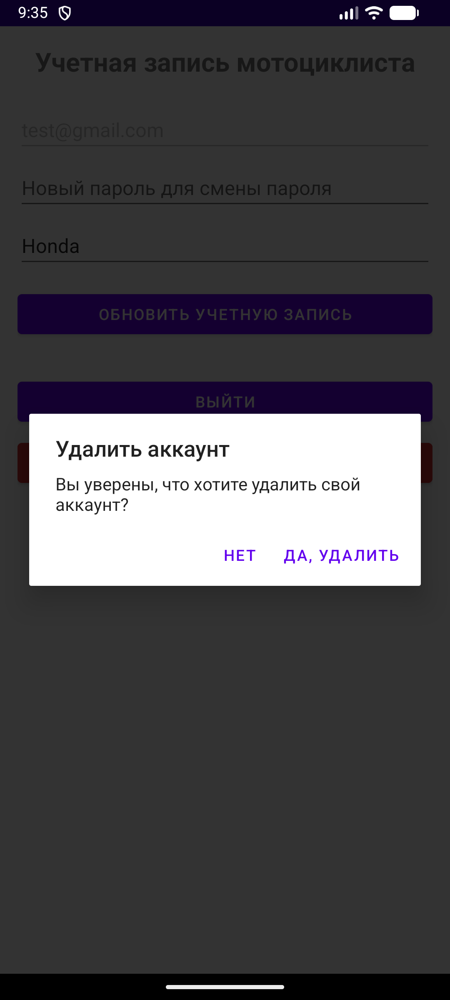 9:35
Учетная запись мотоциклиста
test@gmail.com
Новый пароль для смены пароля
Honda
ОБНОВИТЬ УЧЕТНУЮ ЗАПИСЬ
ВЫЙТИ
Удалить аккаунт
Вы уверены, что хотите удалить свой
аккаунт?
НЕТ ДА, УДАЛИТЬ